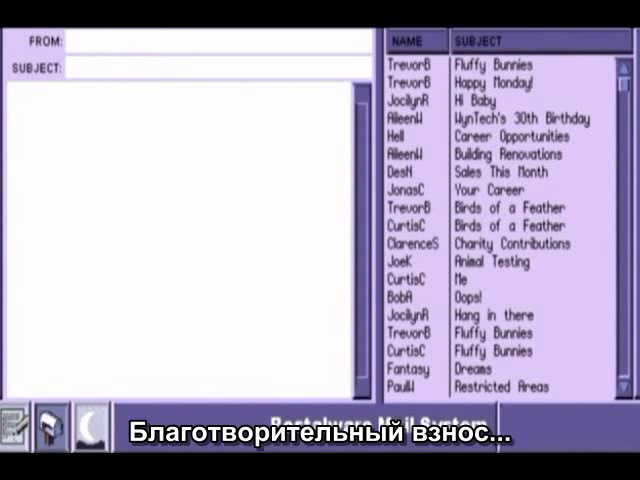 FROM:
SUBJECT:
NAME SUBJECT
TrevorB Fluffy Bunnies
TrevorB Happy Monday!
JocilynR Hi Baby
AileenW WynTech's 30th Birthday
Hell Career Opportunities
AileenW Building Renovations
DesN Sales This Month
JonasC Your Career
TrevorB Birds of a Feather
CurtisC Birds of a Feather
ClarenceS Charity Contributions
JoeK Animal Testing
CurtisC Me
BobA Oops!
JocilynR Hang in there
TrevorB Fluffy Bunnies
CurtisC Fluffy Bunnies
Fantasy Dreams
PaulW Restricted Areas
Mail System
Благотворительный взнос...